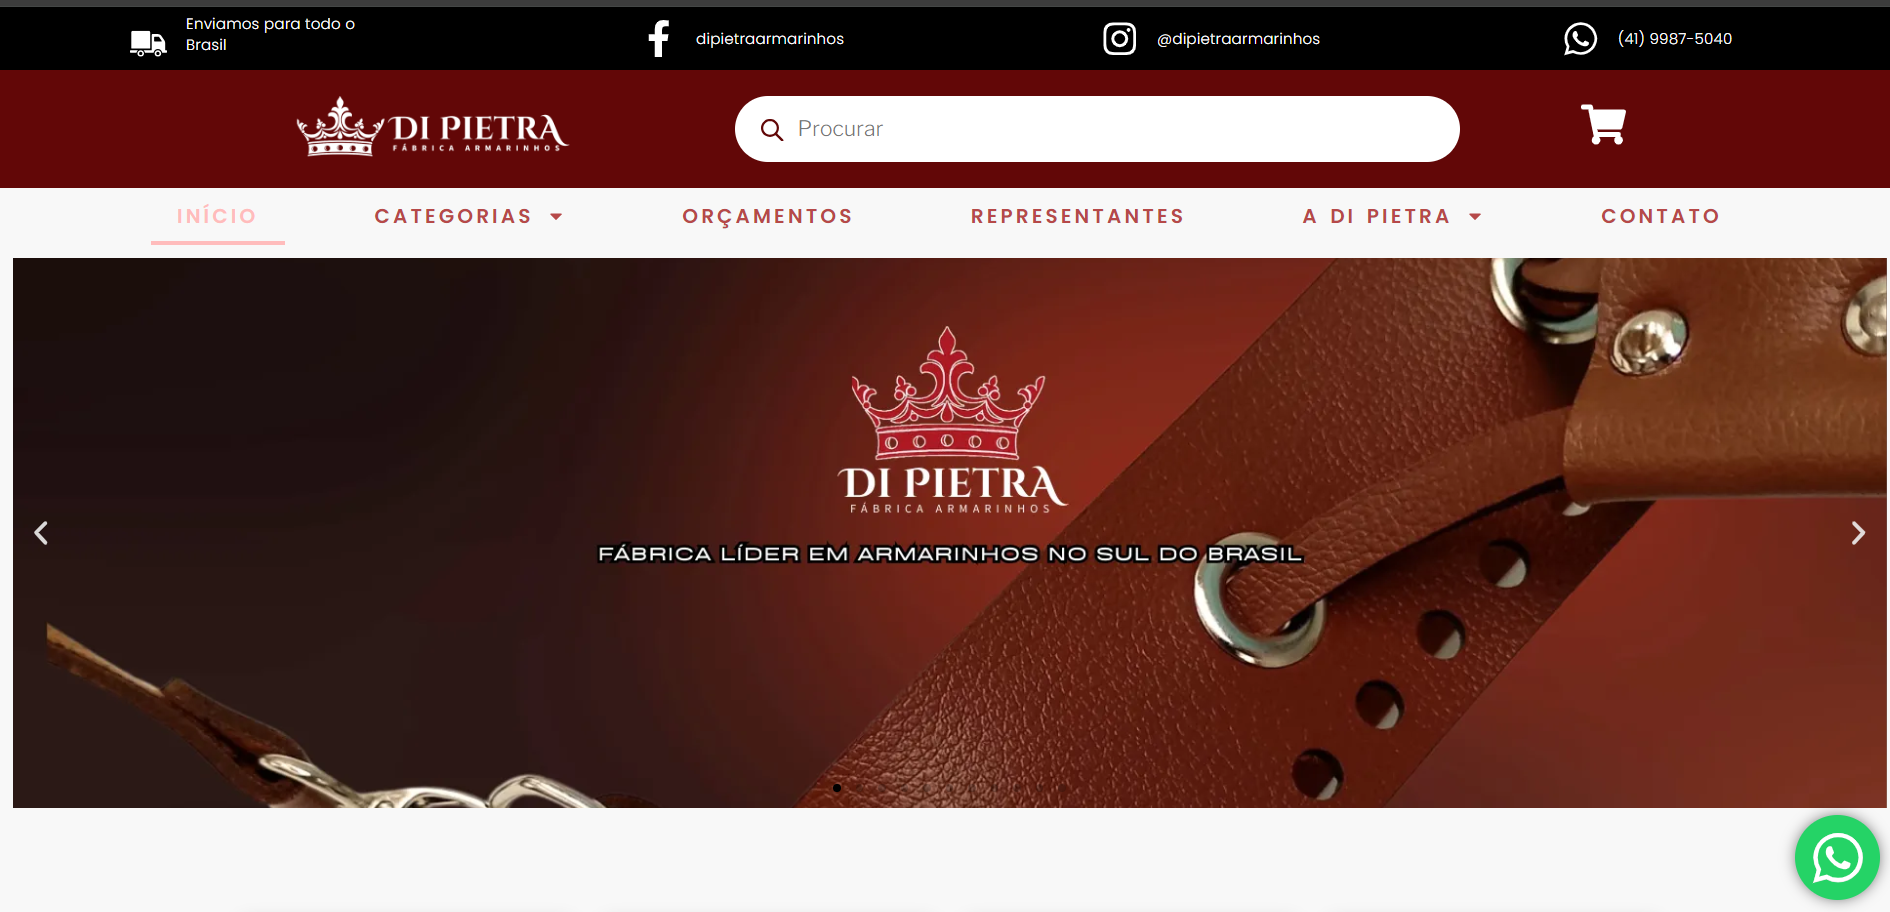 Enviamos para todo o
Brasil
dipietraarmarinhos
@dipietraarmarinhos
(41) 9987-5040
DI PIETRA
FÁBRICA ARMARINHOS
Procurar
INÍCIO
CATEGORIAS
ORÇAMENTOS
REPRESENTANTES
A DI PIETRA
CONTATO
DI PIETRA
FÁBRICA ARMARINHOS
FÁBRICA LÍDER EM ARMARINHOS NO SUL DO BRASIL